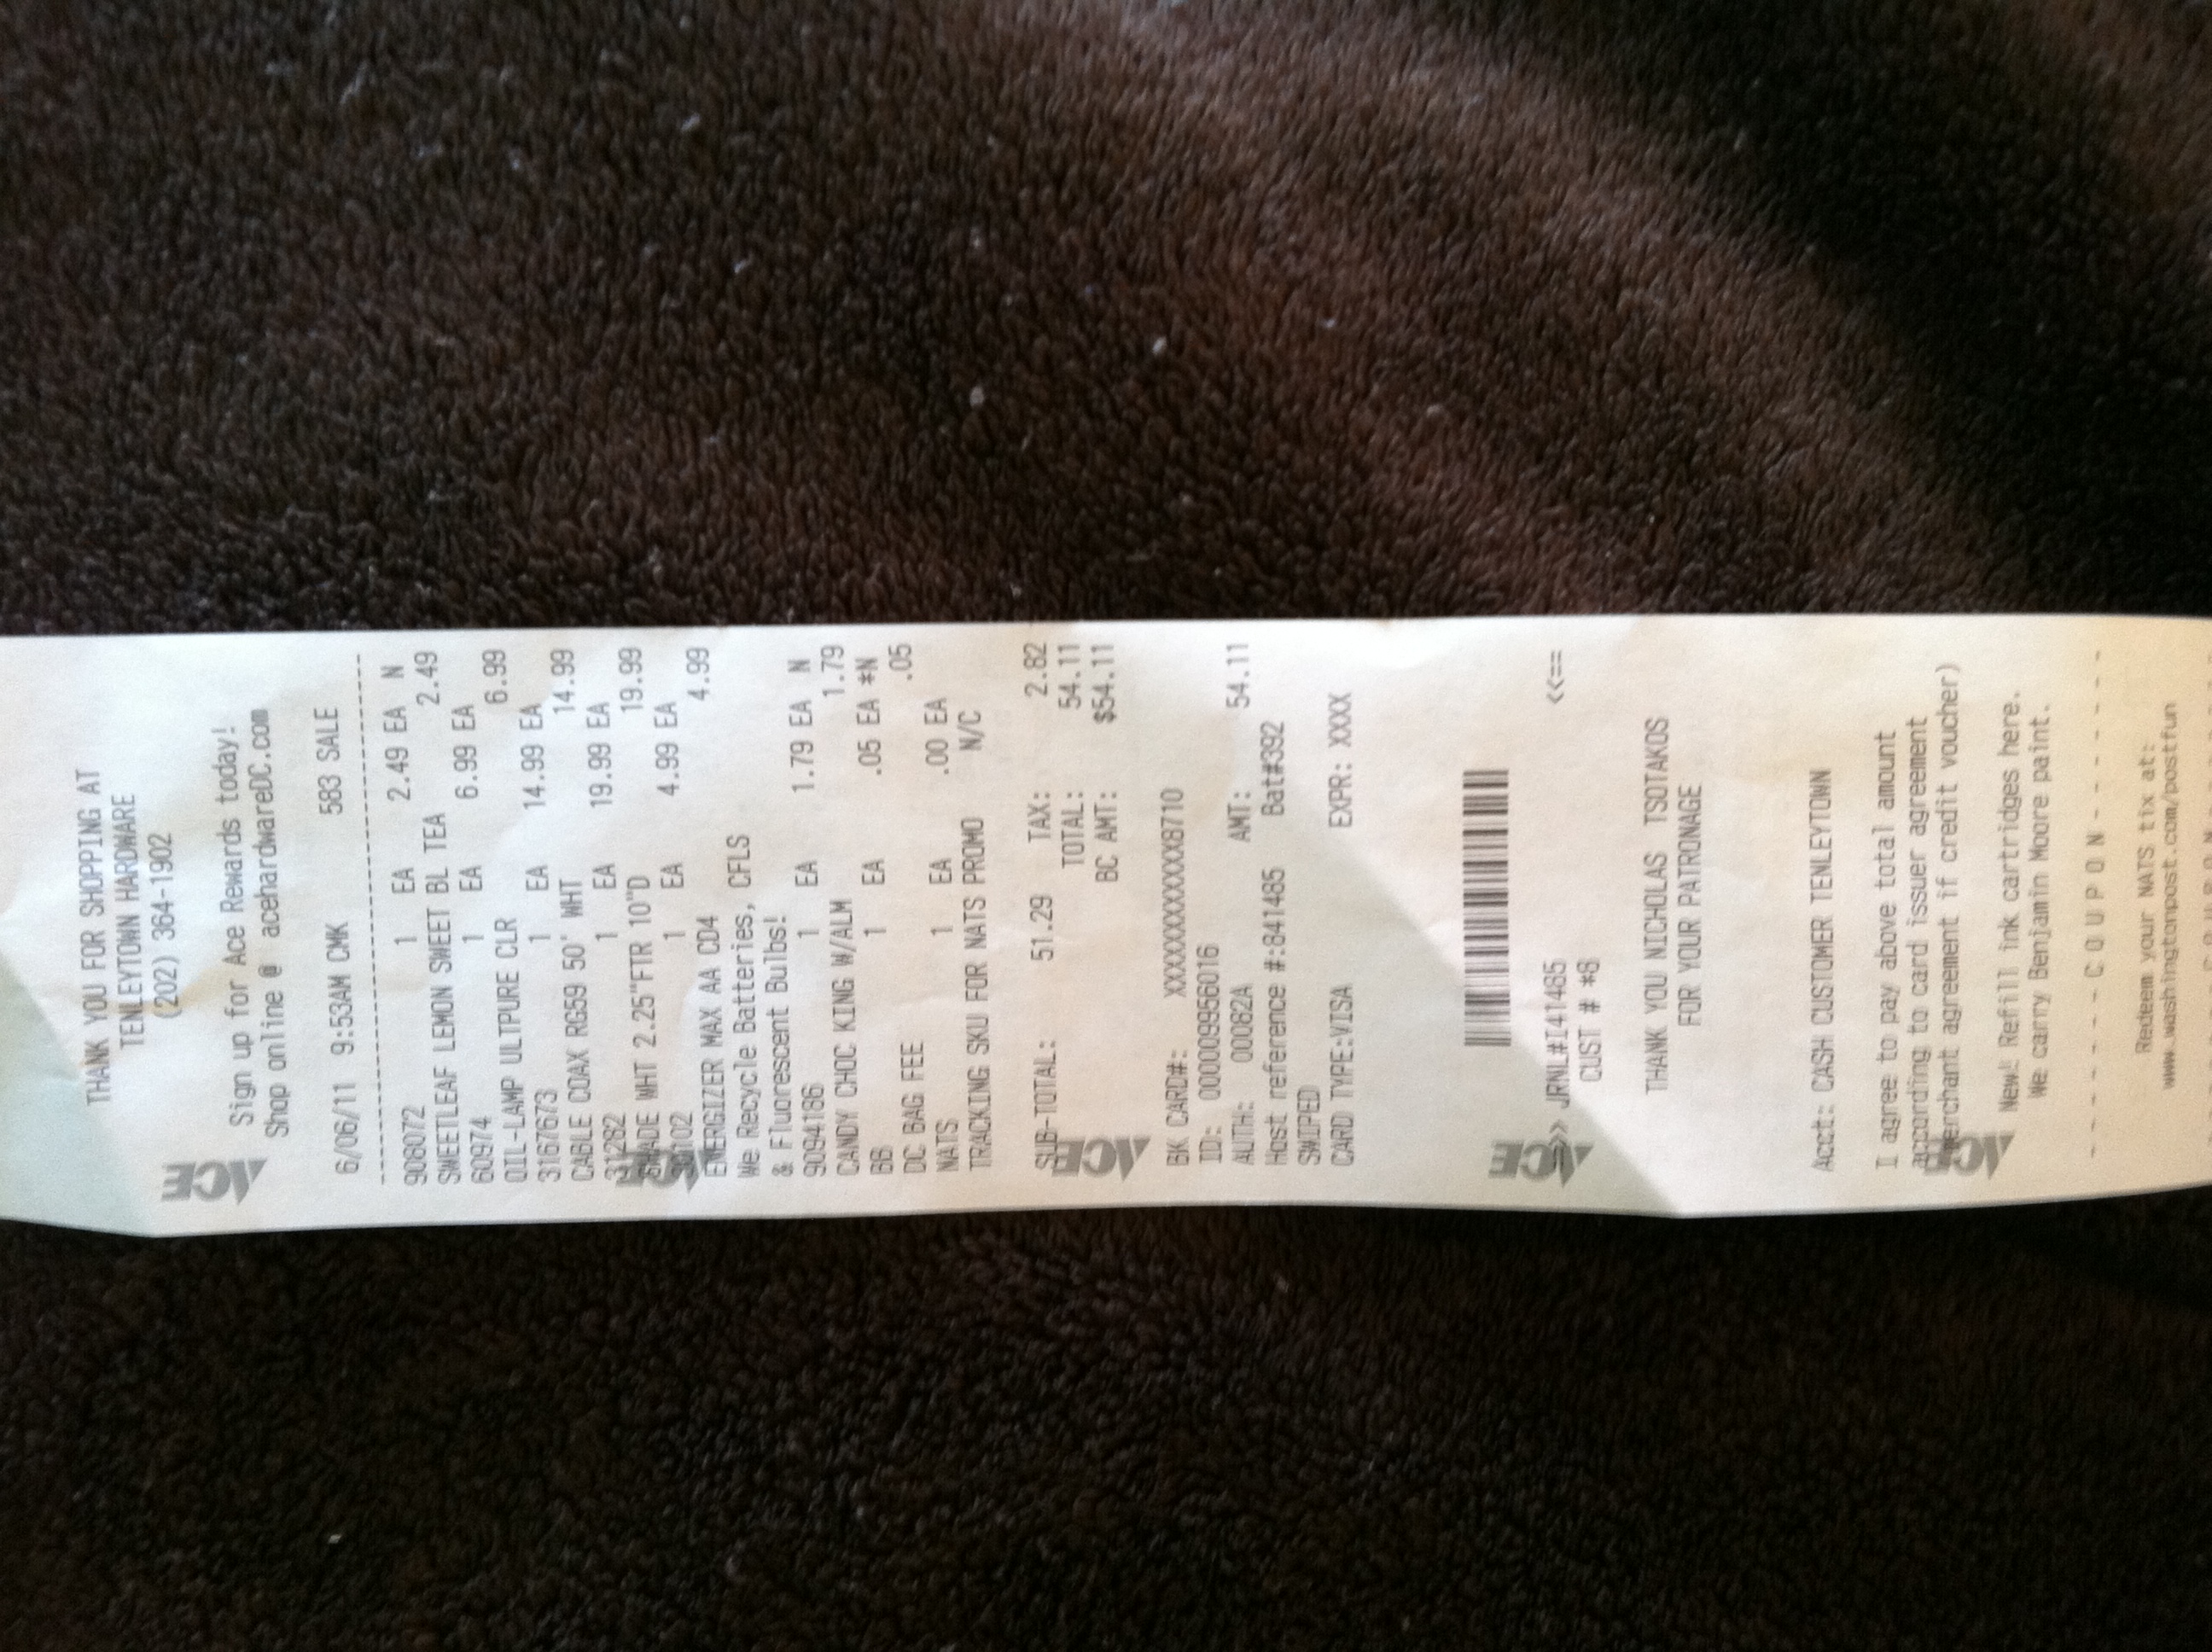 THANK YOU FOR SHOPPING AT
TENLEYTOWN HARDWARE
(202) 364-1902
ACE
Sign up for Ace Rewards today!
Shop online @ acehardwareDC.com
6/06/11 9:53AM CMK 583 SALE
908072 1 EA 2.49 EA N
SWEETLEAF LEMON SWEET BL TEA 2.49
60974 1 EA 6.99 EA
OIL-LAMP ULTPURE CLR 6.99
3167673 1 EA 14.99 EA
CABLE COAX RG59 50' WHT 14.99
31282 1 EA 19.99 EA
SHADE WHT 2.25"FTR 10"D 19.99
ACE
1 EA 4.99 EA
ENERGIZER MAX AA CD4 4.99
We Recycle Batteries, CFLS
& Fluorescent Bulbs!
9094186 1 EA 1.79 EA N
CANDY CHOC KING W/ALM 1.79
BB 1 EA .05 EA *N
DC BAG FEE .05
NATS 1 EA .00 EA
TRACKING SKU FOR NATS PROMO N/C
SUB-TOTAL: 51.29 TAX: 2.82
TOTAL: 54.11
BC AMT: $54.11
ACE
BK CARD#: XXXXXXXXXXXX8710
ID: 000009956016
AUTH: 00082A AMT: 54.11
Host reference #:841485 Bat#392
SWIPED
CARD TYPE:VISA EXPR: XXXX
ACE
>> JRNL#I41485 <<==
CUST # *8
THANK YOU NICHOLAS TSOTAKOS
FOR YOUR PATRONAGE
Acct: CASH CUSTOMER TENLEYTOWN
I agree to pay above total amount
according to card issuer agreement
merchant agreement if credit voucher)
ACE
New! Refill ink cartridges here.
We carry Benjamin Moore paint.
- - - - - - - C O U P O N - - - - - - -
Redeem your NATS tix at:
www.washingtonpost.com/postfun
- - - - - - - C O U P O N - - - - - - -